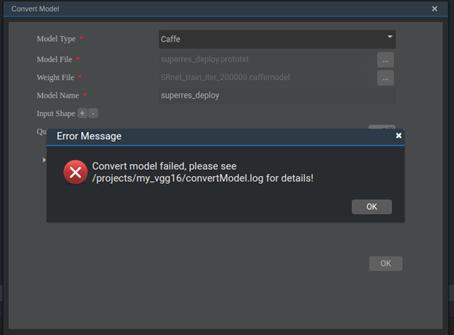 Convert Model
Model Type *
Caffe
Model File *
superres_deploy.prototxt
...
Weight File *
SRnet_train_iter_200000.caffemodel
...
Model Name *
superres_deploy
Input Shape + -
Qu
Error Message
Convert model failed, please see
/projects/my_vgg16/convertModel.log for details!
OK
OK